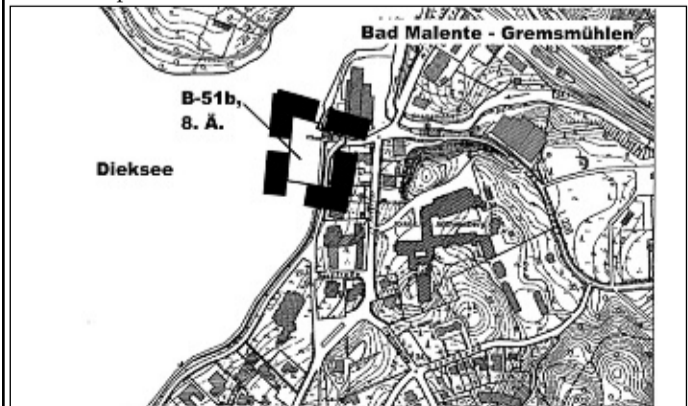 Bad Malente - Gremsmühlen
B-51b,
8. Ä.
Dieksee